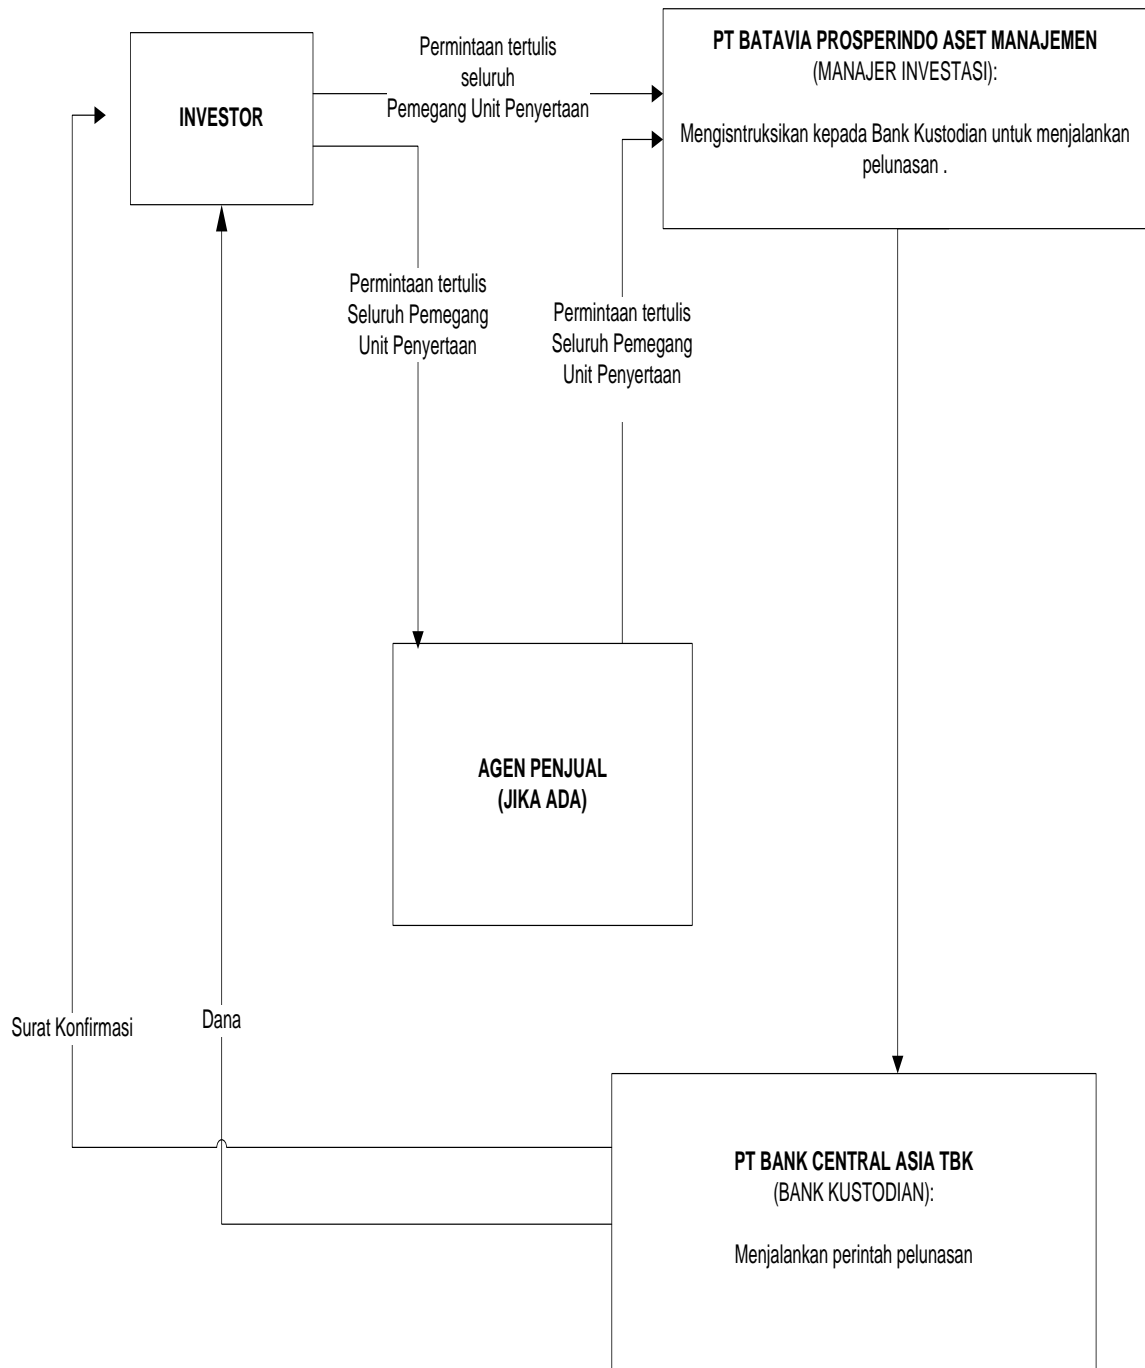 INVESTOR
Permintaan tertulis
seluruh
Pemegang Unit Penyertaan
PT BATAVIA PROSPERINDO ASET MANAJEMEN
(MANAJER INVESTASI):
Mengisntruksikan kepada Bank Kustodian untuk menjalankan
pelunasan .
Permintaan tertulis
Seluruh Pemegang
Unit Penyertaan
Permintaan tertulis
Seluruh Pemegang
Unit Penyertaan
AGEN PENJUAL
(JIKA ADA)
Surat Konfirmasi
Dana
PT BANK CENTRAL ASIA TBK
(BANK KUSTODIAN):
Menjalankan perintah pelunasan